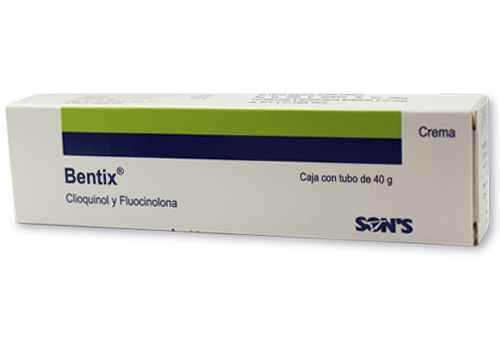 Crema
Bentix®
Caja con tubo de 40 g
Clioquinol y Fluocinolona
SON'S